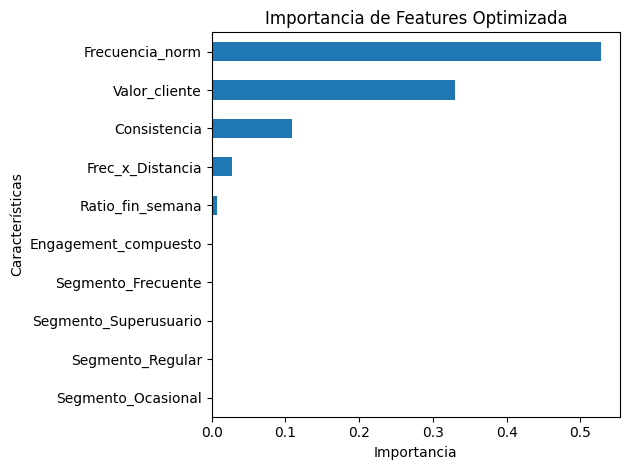 Importancia de Features Optimizada
Características
Frecuencia_norm
Valor_cliente
Consistencia
Frec_x_Distancia
Ratio_fin_semana
Engagement_compuesto
Segmento_Frecuente
Segmento_Superusuario
Segmento_Regular
Segmento_Ocasional
0.0 0.1 0.2 0.3 0.4 0.5
Importancia